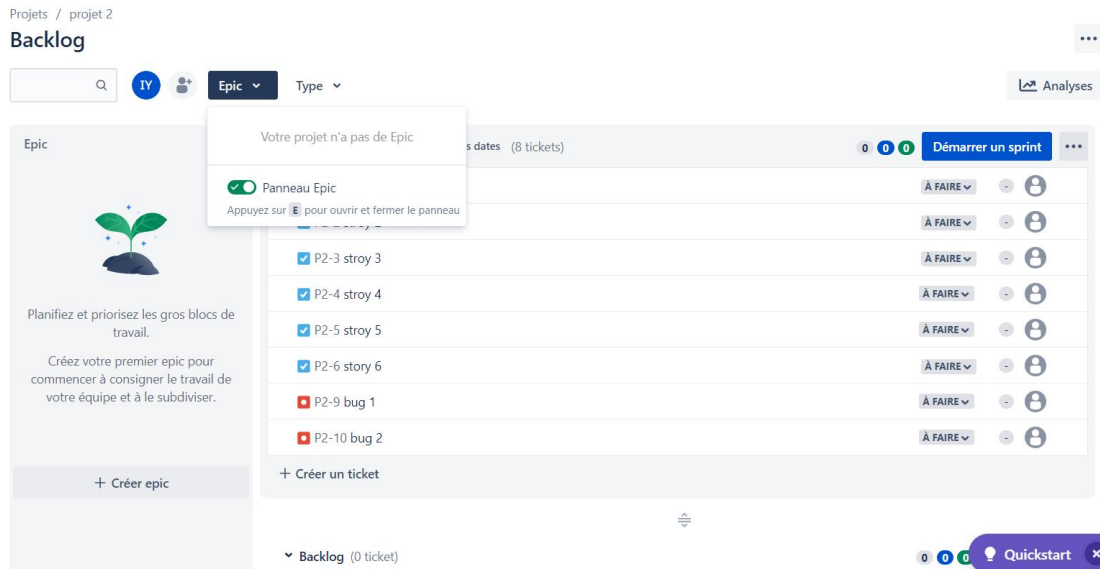 Projets / projet 2
Backlog
IY
Epic
Type
Analyses
Epic
Votre projet n'a pas de Epic
Panneau Epic
Appuyez sur E pour ouvrir et fermer le panneau
s dates (8 tickets)
0 0 0 Démarrer un sprint
À FAIRE -
À FAIRE -
P2-3 stroy 3 À FAIRE -
P2-4 stroy 4 À FAIRE -
P2-5 stroy 5 À FAIRE -
P2-6 story 6 À FAIRE -
P2-9 bug 1 À FAIRE -
P2-10 bug 2 À FAIRE -
+ Créer un ticket
Planifiez et priorisez les gros blocs de
travail.
Créez votre premier epic pour
commencer à consigner le travail de
votre équipe et à le subdiviser.
+ Créer epic
Backlog (0 ticket)
0 0 0
Quickstart